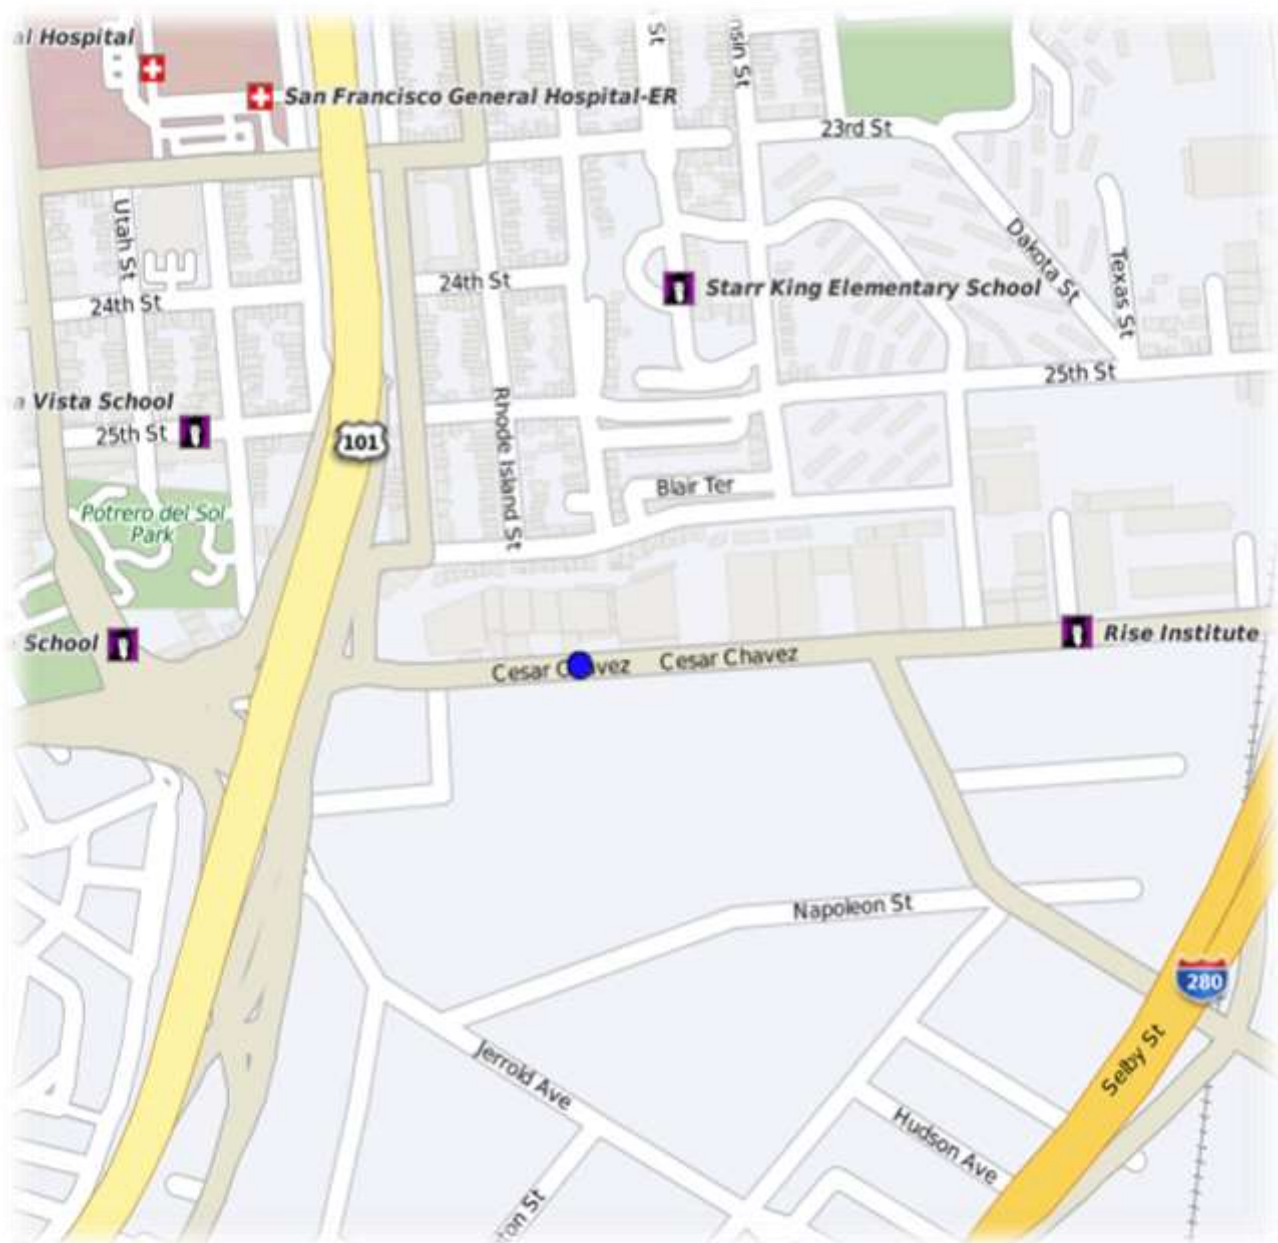 al Hospital
San Francisco General Hospital-ER
St
nsin St
23rd St
Utah St
24th St
24th St
Starr King Elementary School
Dakota St
Texas St
25th St
a Vista School
25th St
101
Rhode Island St
Blair Ter
Potrero del Sol
Park
School
Cesar C vez
Cesar Chavez
Rise Institute
Napoleon St
280
Selby St
Jerrold Ave
Hudson Ave
ton St